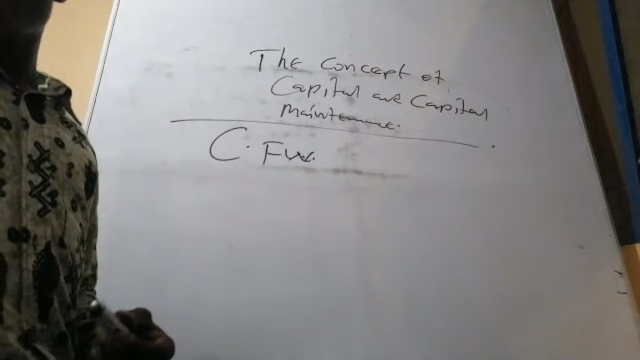 The Concept of
Capital and Capital
Maintenance.
C. Fw.